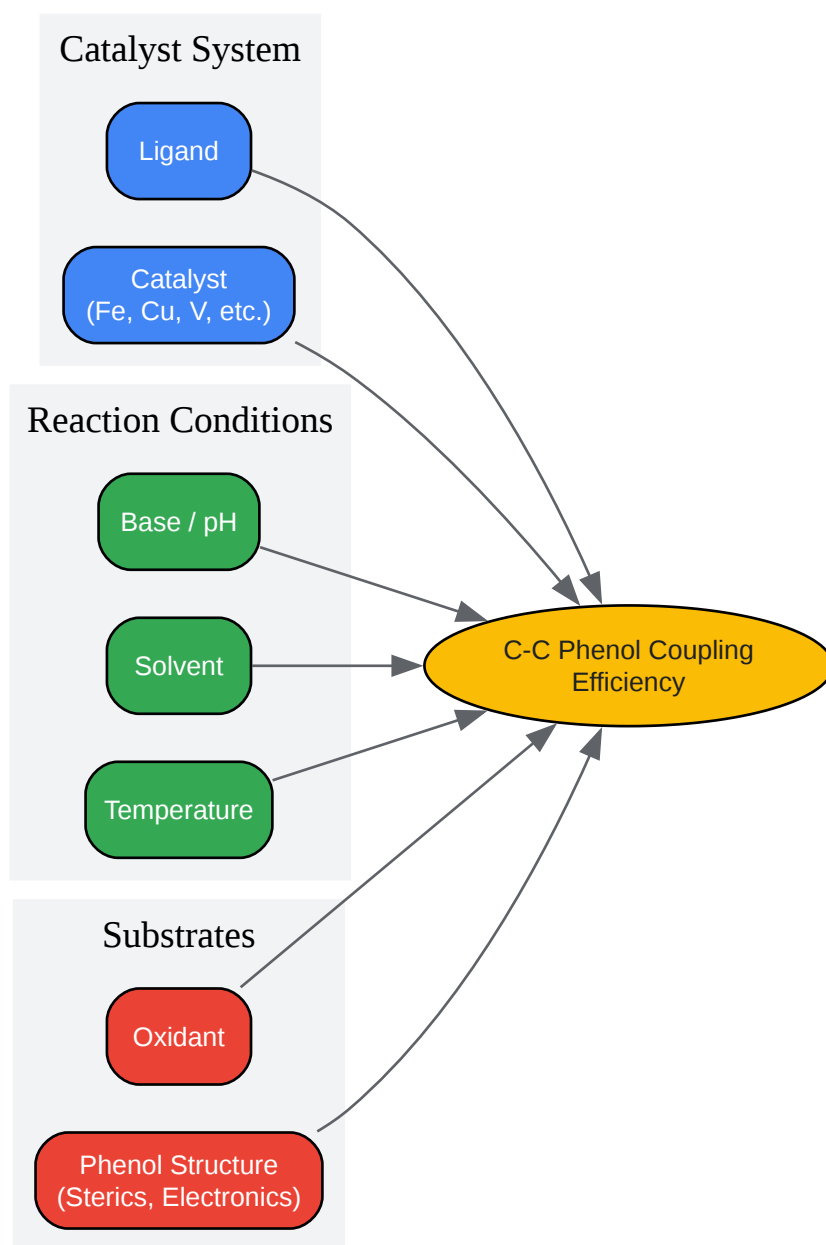 Catalyst System
Ligand
Catalyst
(Fe, Cu, V, etc.)
Reaction Conditions
Base / pH
Solvent
Temperature
C-C Phenol Coupling
Efficiency
Substrates
Oxidant
Phenol Structure
(Sterics, Electronics)